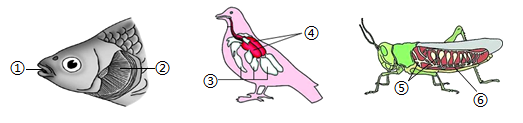 ① ②
③ ④
⑤ ⑥